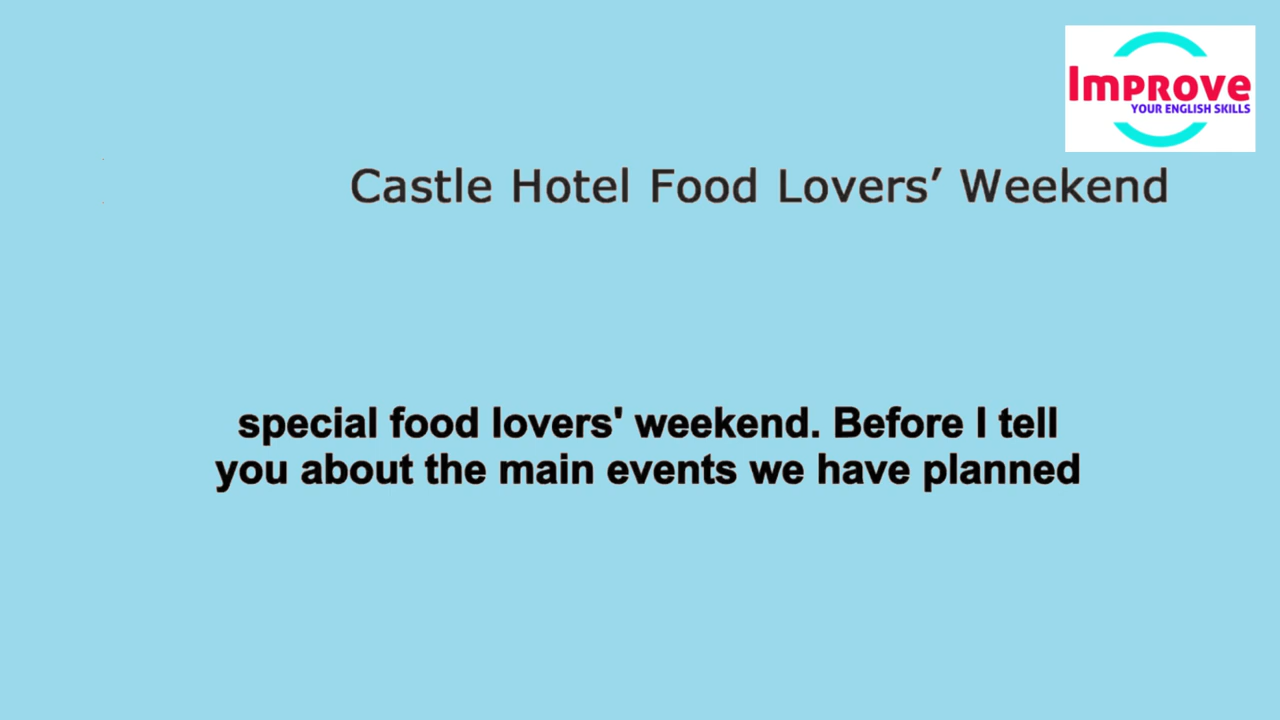 Improve
YOUR ENGLISH SKILLS
Castle Hotel Food Lovers’ Weekend
special food lovers' weekend. Before I tell
you about the main events we have planned